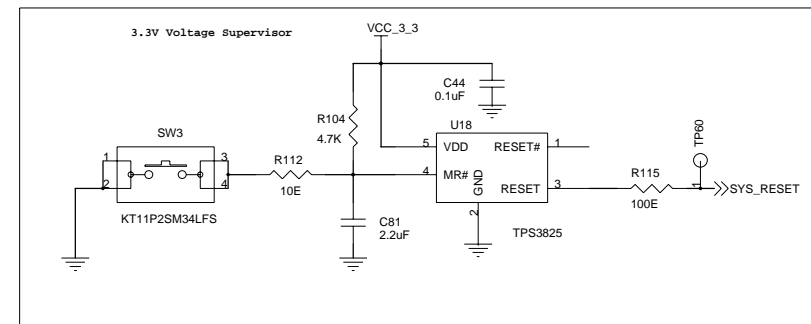 3.3V Voltage Supervisor
VCC_3_3
C44
0.1uF
R104
4.7K
U18
SW3
1
2
3
4
KT11P2SM34LFS
R112
10E
C81
2.2uF
5
VDD
RESET#
1
4
MR#
GND
RESET
3
2
TPS3825
R115
100E
TP60
1
SYS_RESET